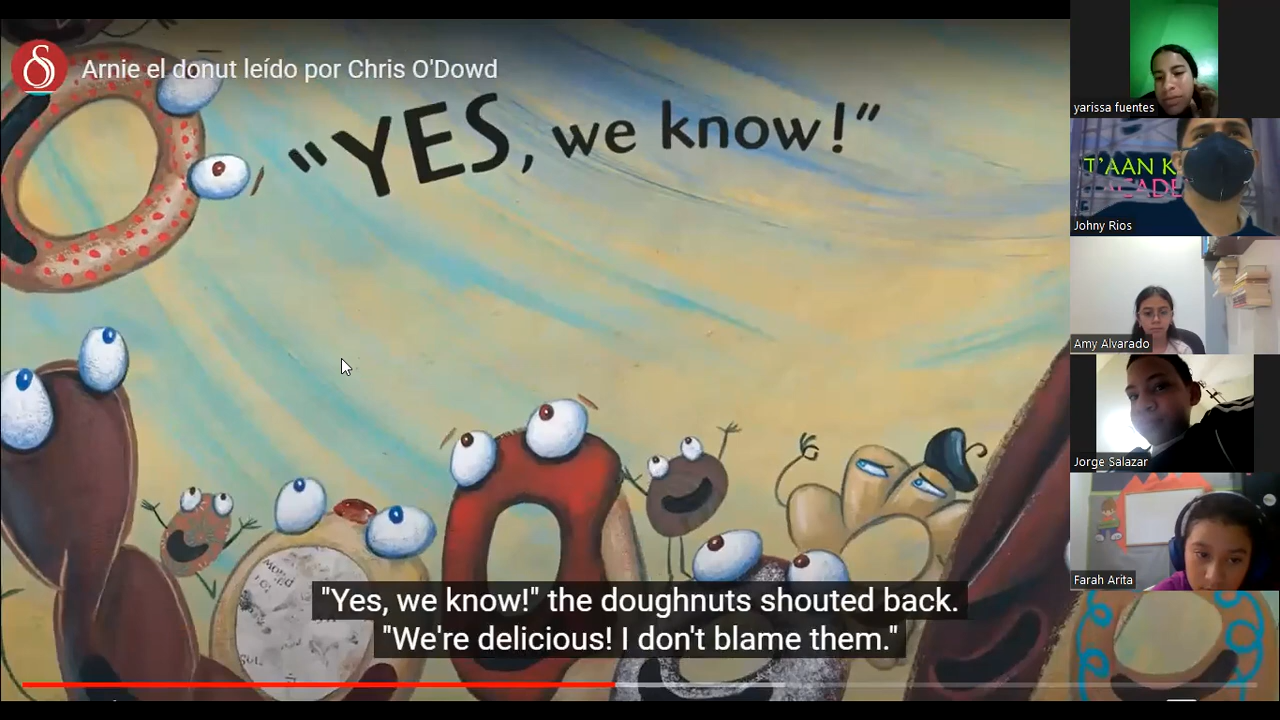 Arnie el donut leído por Chris O'Dowd
"YES, we know!"
"Yes, we know!" the doughnuts shouted back.
"We're delicious! I don't blame them."
yarissa fuentes
T'AAN K
ACADE
Johny Rios
Amy Alvarado
Jorge Salazar
Farah Arita